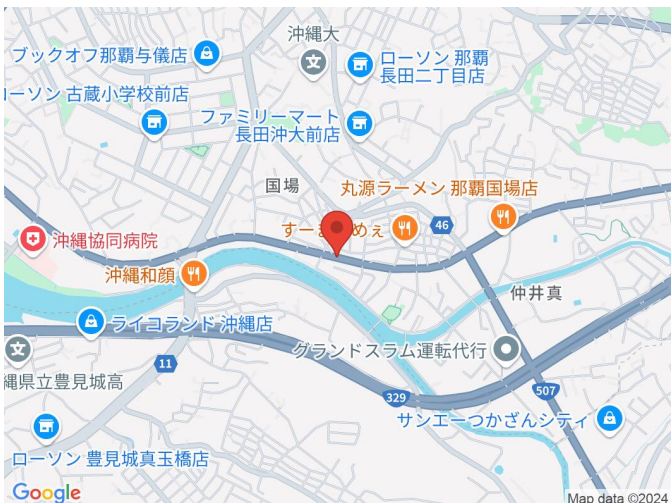 沖縄大
ブックオフ那覇与儀店
ローソン 那覇
長田二丁目店
ローソン 古蔵小学校前店
ファミリーマート
長田沖大前店
国場
丸源ラーメン 那覇国場店
すーま
めぇ
46
沖縄協同病院
沖縄和顔
仲井真
ライコランド 沖縄店
グランドスラム運転代行
縄県立豊見城高
11
329
507
サンエーつかざんシティ
ローソン 豊見城真玉橋店
Google
Map data ©2024